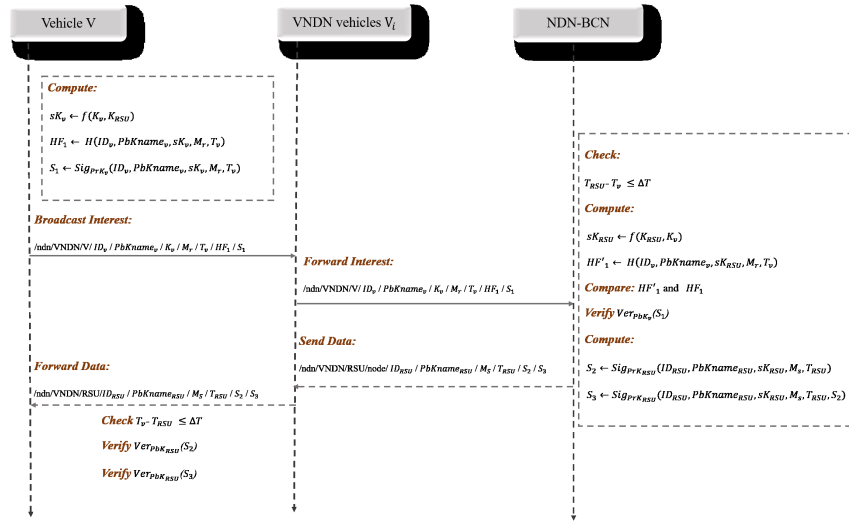 Vehicle V
VNDN vehicles V_i
NDN-BCN
Compute:
sK_v ← f(K_v, K_RSU)
HF_1 ← H(ID_v, PbKname_v, sK_v, M_r, T_v)
S_1 ← Sig_PrK_v(ID_v, PbKname_v, sK_v, M_r, T_v)
Broadcast Interest:
/ndn/VNDN/V/ ID_v / PbKname_v / K_v / M_r / T_v / HF_1 / S_1
Forward Interest:
/ndn/VNDN/V/ ID_v / PbKname_v / K_v / M_r / T_v / HF_1 / S_1
Check:
T_RSU- T_v ≤ ΔT
Compute:
sK_RSU ← f(K_RSU, K_v)
HF'_1 ← H(ID_v, PbKname_v, sK_RSU, M_r, T_v)
Compare: HF'_1 and HF_1
Verify Ver_PbK_v(S_1)
Compute:
S_2 ← Sig_PrK_RSU(ID_RSU, PbKname_RSU, sK_RSU, M_s, T_RSU)
S_3 ← Sig_PrK_RSU(ID_RSU, PbKname_RSU, sK_RSU, M_s, T_RSU, S_2)
Send Data:
/ndn/VNDN/RSU/node/ ID_RSU / PbKname_RSU / M_S / T_RSU / S_2 / S_3
Forward Data:
/ndn/VNDN/RSU/ID_RSU / PbKname_RSU / M_S / T_RSU / S_2 / S_3
Check T_v- T_RSU ≤ ΔT
Verify Ver_PbK_RSU(S_2)
Verify Ver_PbK_RSU(S_3)